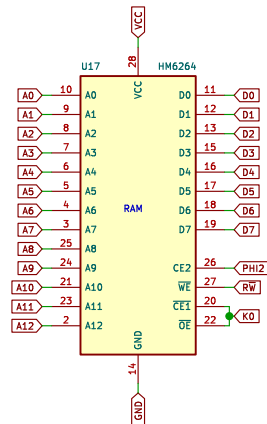 VCC
U17 HM6264
28
VCC
A0 10 A0 D0 11 D0
A1 9 A1 D1 12 D1
A2 8 A2 D2 13 D2
A3 7 A3 D3 15 D3
A4 6 A4 D4 16 D4
A5 5 A5 D5 17 D5
A6 4 A6 D6 18 D6
RAM
A7 3 A7 D7 19 D7
A8 25 A8
A9 24 A9 CE2 26 PHI2
A10 21 A10 W̅E̅ 27 RW̅
A11 23 A11 C̅E̅1̅ 20
K0
A12 2 A12 O̅E̅ 22
GND
14
GND